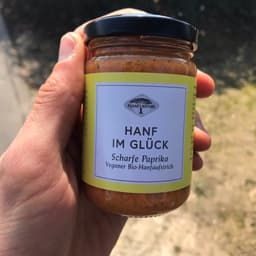 HANF
IM GLÜCK
Scharfe Paprika
Veganer Bio-Hanfaufstrich